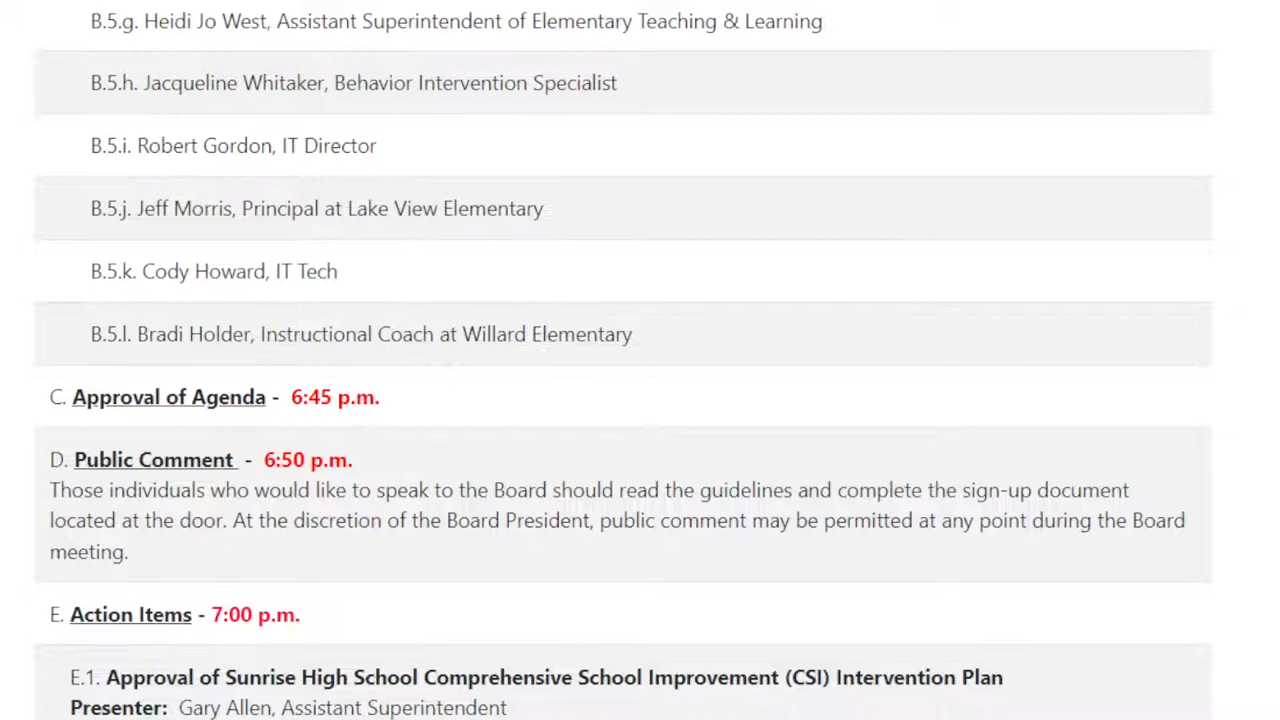 B.5.g. Heidi Jo West, Assistant Superintendent of Elementary Teaching & Learning
B.5.h. Jacqueline Whitaker, Behavior Intervention Specialist
B.5.i. Robert Gordon, IT Director
B.5.j. Jeff Morris, Principal at Lake View Elementary
B.5.k. Cody Howard, IT Tech
B.5.l. Bradi Holder, Instructional Coach at Willard Elementary
C. Approval of Agenda - 6:45 p.m.
D. Public Comment - 6:50 p.m.
Those individuals who would like to speak to the Board should read the guidelines and complete the sign-up document
located at the door. At the discretion of the Board President, public comment may be permitted at any point during the Board
meeting.
E. Action Items - 7:00 p.m.
E.1. Approval of Sunrise High School Comprehensive School Improvement (CSI) Intervention Plan
Presenter: Gary Allen, Assistant Superintendent